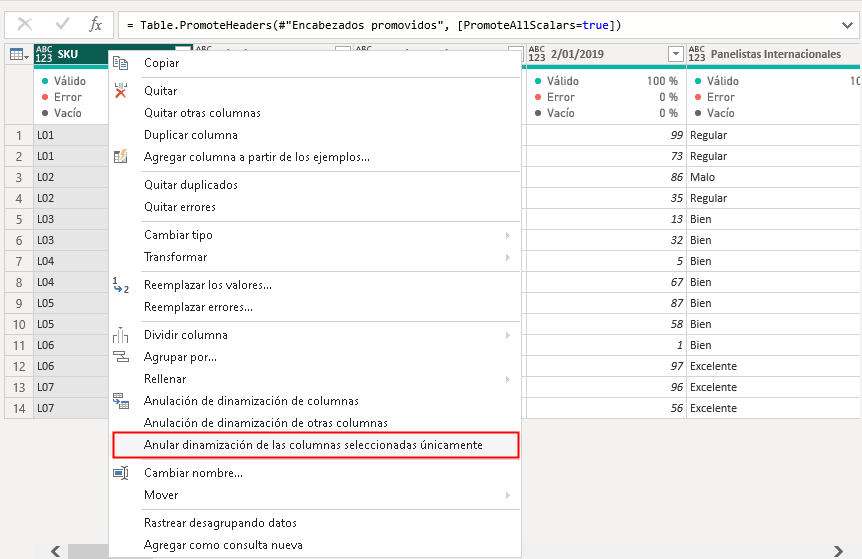 fx = Table.PromoteHeaders(#"Encabezados promovidos", [PromoteAllScalars=true])
ABC 123 SKU ABC ABC ABC 123 2/01/2019 ABC 123 Panelistas Internacionales
Válido Válido 100 % Válido
Error Error 0 % Error
Vacío Vacío 0 % Vacío
1 L01 99 Regular
2 L01 73 Regular
3 L02 86 Malo
4 L02 35 Regular
5 L03 13 Bien
6 L03 32 Bien
7 L04 5 Bien
8 L04 67 Bien
9 L05 87 Bien
10 L05 58 Bien
11 L06 1 Bien
12 L06 97 Excelente
13 L07 96 Excelente
14 L07 56 Excelente
Copiar
Quitar
Quitar otras columnas
Duplicar columna
Agregar columna a partir de los ejemplos...
Quitar duplicados
Quitar errores
Cambiar tipo
Transformar
1 2 Reemplazar los valores...
Reemplazar errores...
Dividir columna
Agrupar por...
Rellenar
Anulación de dinamización de columnas
Anulación de dinamización de otras columnas
Anular dinamización de las columnas seleccionadas únicamente
Cambiar nombre...
Mover
Rastrear desagrupando datos
Agregar como consulta nueva